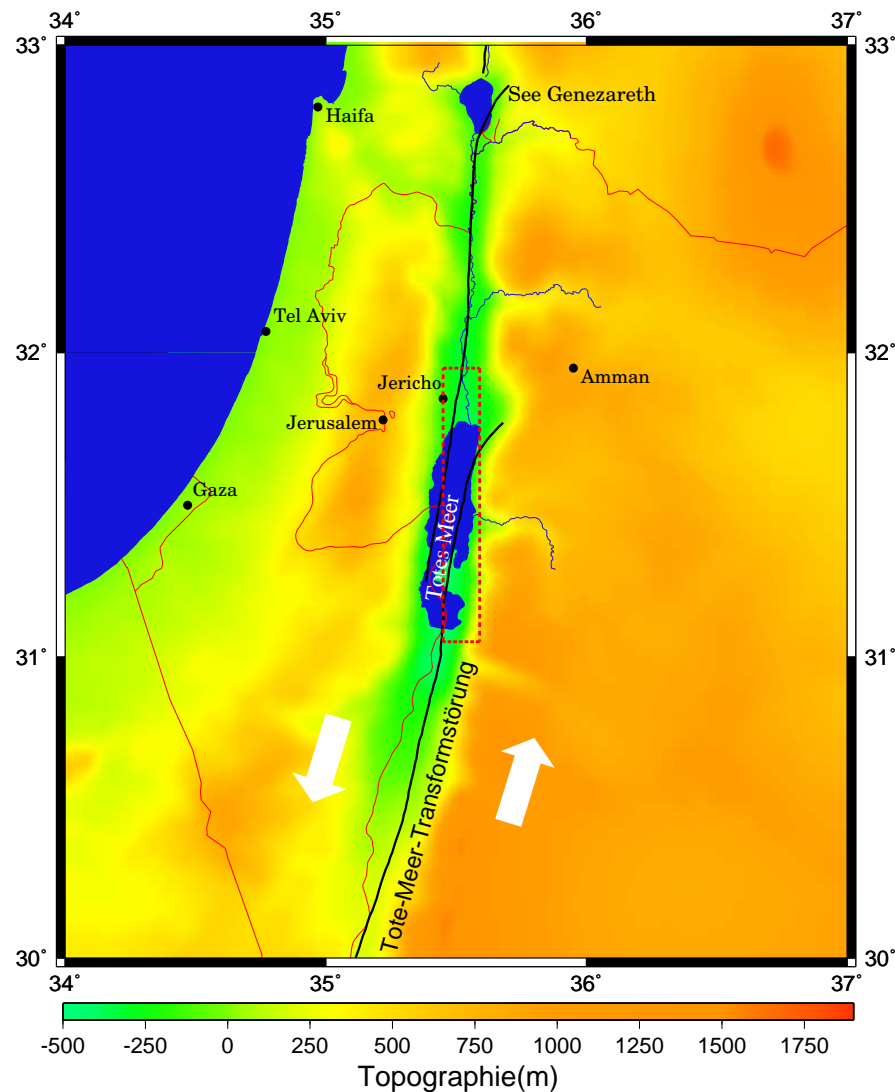 34˚ 35˚ 36˚ 37˚
33˚ 33˚
See Genezareth
Haifa
Tel Aviv
32˚ 32˚
Jericho
Amman
Jerusalem
Gaza
Totes Meer
31˚ 31˚
Tote-Meer-Transformstörung
30˚ 30˚
34˚ 35˚ 36˚ 37˚
-500 -250 0 250 500 750 1000 1250 1500 1750
Topographie(m)